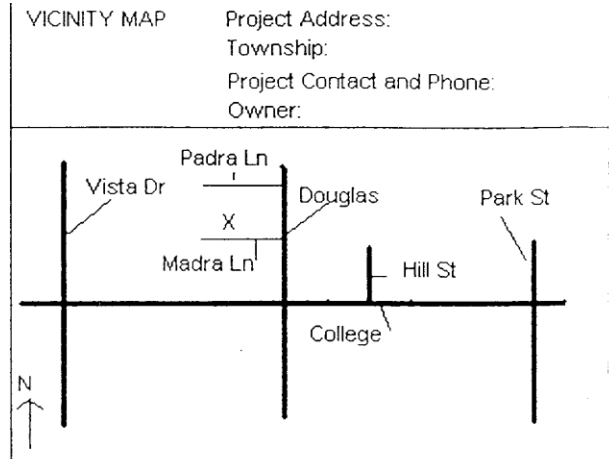 VICINITY MAP
Project Address:
Township:
Project Contact and Phone:
Owner:
Padra Ln
Vista Dr
Douglas
Park St
X
Madra Ln
Hill St
College
N